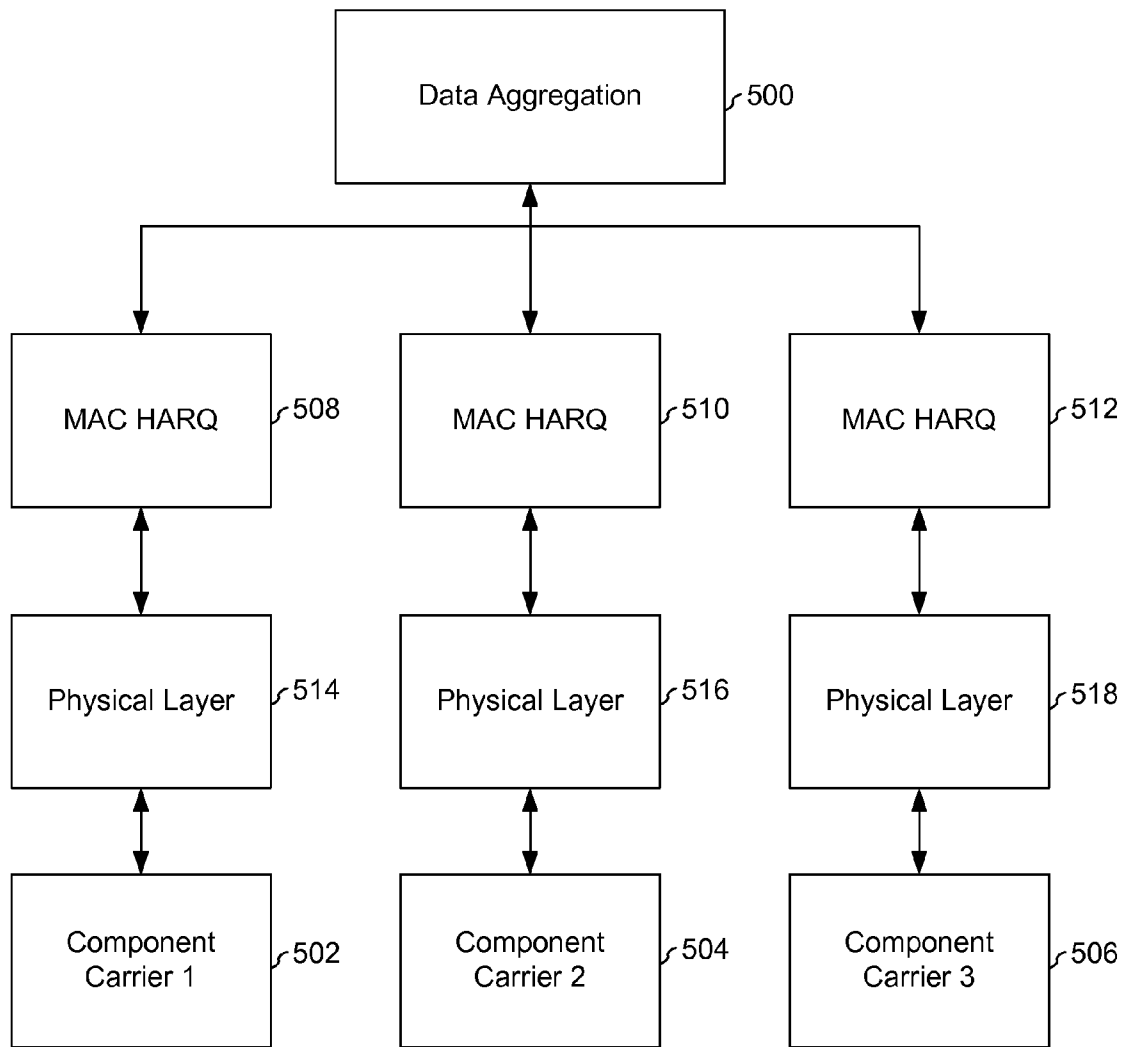 Data Aggregation
500
MAC HARQ
508
MAC HARQ
510
MAC HARQ
512
Physical Layer
514
Physical Layer
516
Physical Layer
518
Component
Carrier 1
502
Component
Carrier 2
504
Component
Carrier 3
506